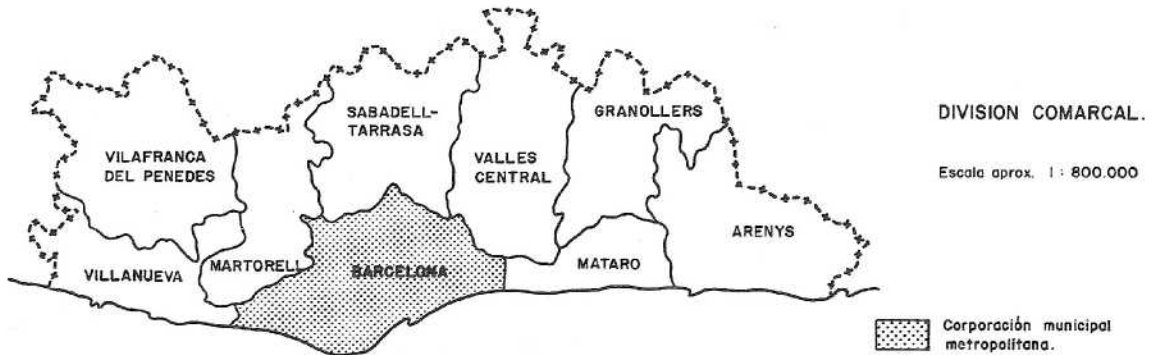 VILAFRANCA
DEL PENEDES
SABADELL-
TARRASA
VALLES
CENTRAL
GRANOLLERS
VILLANUEVA
MARTORELL
BARCELONA
MATARO
ARENYS
DIVISION COMARCAL.
Escala aprox. 1 : 800.000
Corporación municipal
metropolitana.